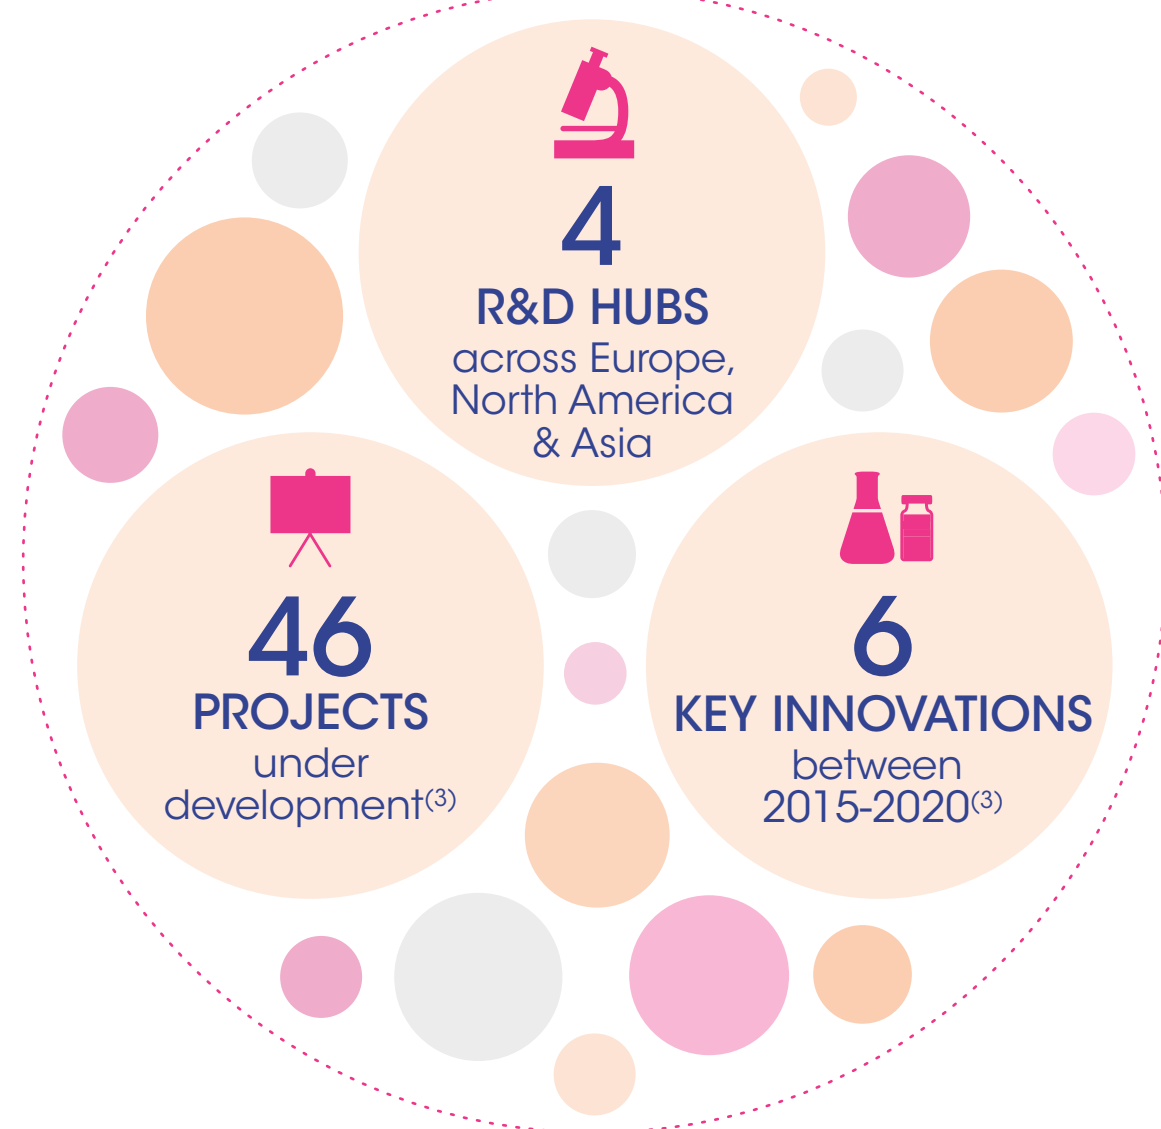 4
R&D HUBS
across Europe,
North America
& Asia
46
PROJECTS
under
development(3)
6
KEY INNOVATIONS
between
2015-2020(3)